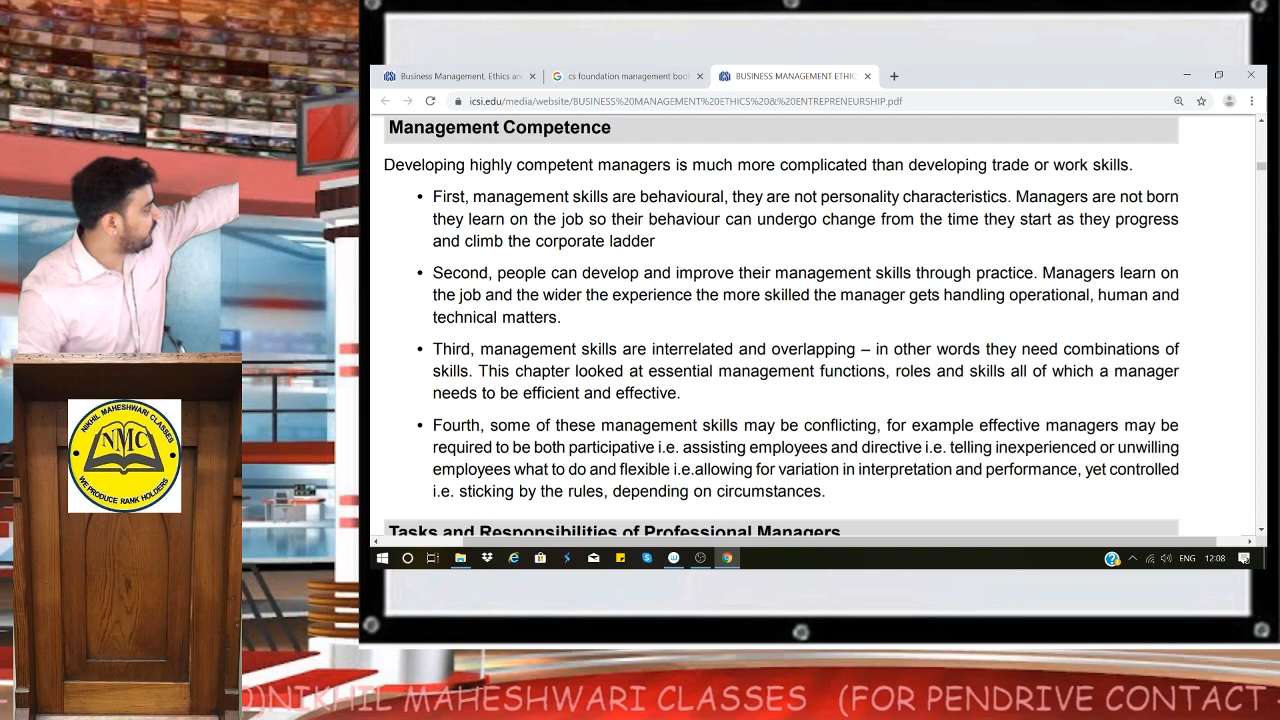 Business Management. Ethics an
cs foundation management boo
BUSINESS MANAGEMENT ETHIC
icsi.edu/media/website/BUSINESS%20MANAGEMENT%20ETHICS%20&%20ENTREPRENEURSHIP.pdf
Management Competence
Developing highly competent managers is much more complicated than developing trade or work skills.
• First, management skills are behavioural, they are not personality characteristics. Managers are not born
they learn on the job so their behaviour can undergo change from the time they start as they progress
and climb the corporate ladder
• Second, people can develop and improve their management skills through practice. Managers learn on
the job and the wider the experience the more skilled the manager gets handling operational, human and
technical matters.
• Third, management skills are interrelated and overlapping – in other words they need combinations of
skills. This chapter looked at essential management functions, roles and skills all of which a manager
needs to be efficient and effective.
• Fourth, some of these management skills may be conflicting, for example effective managers may be
required to be both participative i.e. assisting employees and directive i.e. telling inexperienced or unwilling
employees what to do and flexible i.e.allowing for variation in interpretation and performance, yet controlled
i.e. sticking by the rules, depending on circumstances.
Tasks and Responsibilities of Professional Managers
ENG 12:08
NIKHIL MAHESHWARI CLASSES
NMC
WE PRODUCE RANK HOLDERS
)NIKHIL MAHESHWARI CLASSES (FOR PENDRIVE CONTACT